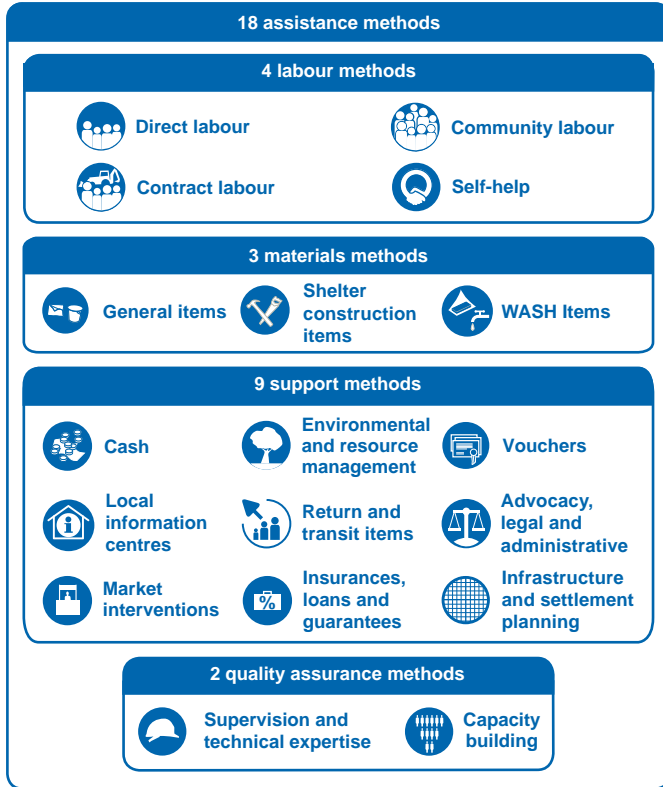 18 assistance methods
4 labour methods
Direct labour
Community labour
Contract labour
Self-help
3 materials methods
General items
Shelter
construction
items
WASH Items
9 support methods
Cash
Environmental
and resource
management
Vouchers
Local
information
centres
Return and
transit items
Advocacy,
legal and
administrative
Market
interventions
%
Insurances,
loans and
guarantees
Infrastructure
and settlement
planning
2 quality assurance methods
Supervision and
technical expertise
Capacity
building